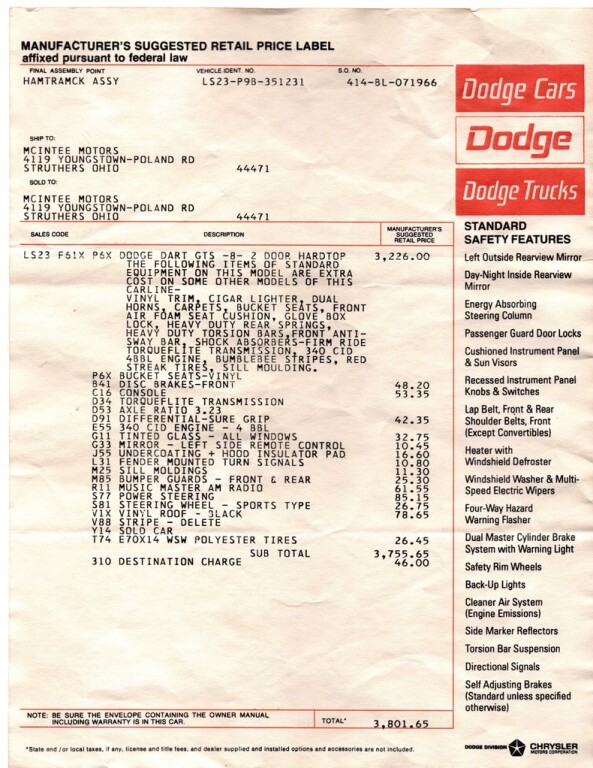 MANUFACTURER'S SUGGESTED RETAIL PRICE LABEL
affixed pursuant to federal law
FINAL ASSEMBLY POINT VEHICLE IDENT. NO. S.O. NO.
HAMTRAMCK ASSY LS23-P9B-351231 414-BL-071966
SHIP TO:
MCINTEE MOTORS
4119 YOUNGSTOWN-POLAND RD
STRUTHERS OHIO 44471
SOLD TO:
MCINTEE MOTORS
4119 YOUNGSTOWN-POLAND RD
STRUTHERS OHIO 44471
SALES CODE DESCRIPTION MANUFACTURER'S SUGGESTED RETAIL PRICE
LS23 F61X P6X DODGE DART GTS -8- 2 DOOR HARDTOP 3,226.00
THE FOLLOWING ITEMS OF STANDARD
EQUIPMENT ON THIS MODEL ARE EXTRA
COST ON SOME OTHER MODELS OF THIS
CARLINE-
VINYL TRIM, CIGAR LIGHTER, DUAL
HORNS, CARPETS, BUCKET SEATS, FRONT
AIR FOAM SEAT CUSHION, GLOVE BOX
LOCK, HEAVY DUTY REAR SPRINGS,
HEAVY DUTY TORSION BARS,FRONT ANTI-
SWAY BAR, SHOCK ABSORBERS-FIRM RIDE
TORQUEFLITE TRANSMISSION, 340 CID
4BBL ENGINE, BUMBLEBEE STRIPES, RED
STREAK TIRES, SILL MOULDING.
P6X BUCKET SEATS-VINYL
B41 DISC BRAKES-FRONT 48.20
C16 CONSOLE 53.35
D34 TORQUEFLITE TRANSMISSION
D53 AXLE RATIO 3.23
D91 DIFFERENTIAL-SURE GRIP 42.35
E55 340 CID ENGINE - 4 BBL
G11 TINTED GLASS - ALL WINDOWS 32.75
G33 MIRROR - LEFT SIDE REMOTE CONTROL 10.45
J55 UNDERCOATING + HOOD INSULATOR PAD 16.60
L31 FENDER MOUNTED TURN SIGNALS 10.80
M25 SILL MOLDINGS 11.30
M85 BUMPER GUARDS - FRONT & REAR 25.30
R11 MUSIC MASTER AM RADIO 61.55
S77 POWER STEERING 85.15
S81 STEERING WHEEL - SPORTS TYPE 26.75
V1X VINYL ROOF - BLACK 78.65
V88 STRIPE - DELETE
Y14 SOLD CAR
T74 E70X14 WSW POLYESTER TIRES 26.45
SUB TOTAL 3,755.65
310 DESTINATION CHARGE 46.00
NOTE: BE SURE THE ENVELOPE CONTAINING THE OWNER MANUAL
INCLUDING WARRANTY IS IN THIS CAR.
TOTAL* 3,801.65
*State and/or local taxes, if any, license and title fees, and dealer supplied and installed options and accessories are not included.
Dodge Cars
Dodge
Dodge Trucks
STANDARD
SAFETY FEATURES
Left Outside Rearview Mirror
Day-Night Inside Rearview
Mirror
Energy Absorbing
Steering Column
Passenger Guard Door Locks
Cushioned Instrument Panel
& Sun Visors
Recessed Instrument Panel
Knobs & Switches
Lap Belt, Front & Rear
Shoulder Belts, Front
(Except Convertibles)
Heater with
Windshield Defroster
Windshield Washer & Multi-
Speed Electric Wipers
Four-Way Hazard
Warning Flasher
Dual Master Cylinder Brake
System with Warning Light
Safety Rim Wheels
Back-Up Lights
Cleaner Air System
(Engine Emissions)
Side Marker Reflectors
Torsion Bar Suspension
Directional Signals
Self Adjusting Brakes
(Standard unless specified
otherwise)
DODGE DIVISION CHRYSLER
MOTORS CORPORATION